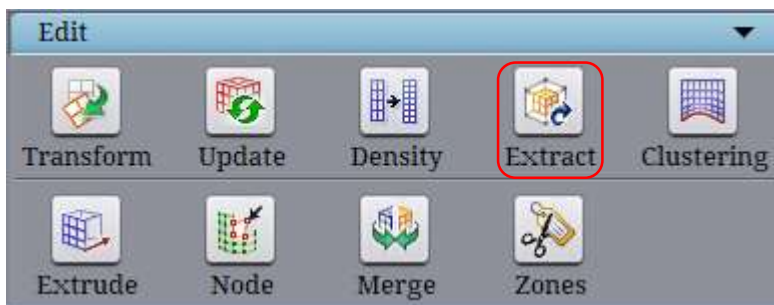 Edit
Transform Update Density Extract Clustering
Extrude Node Merge Zones